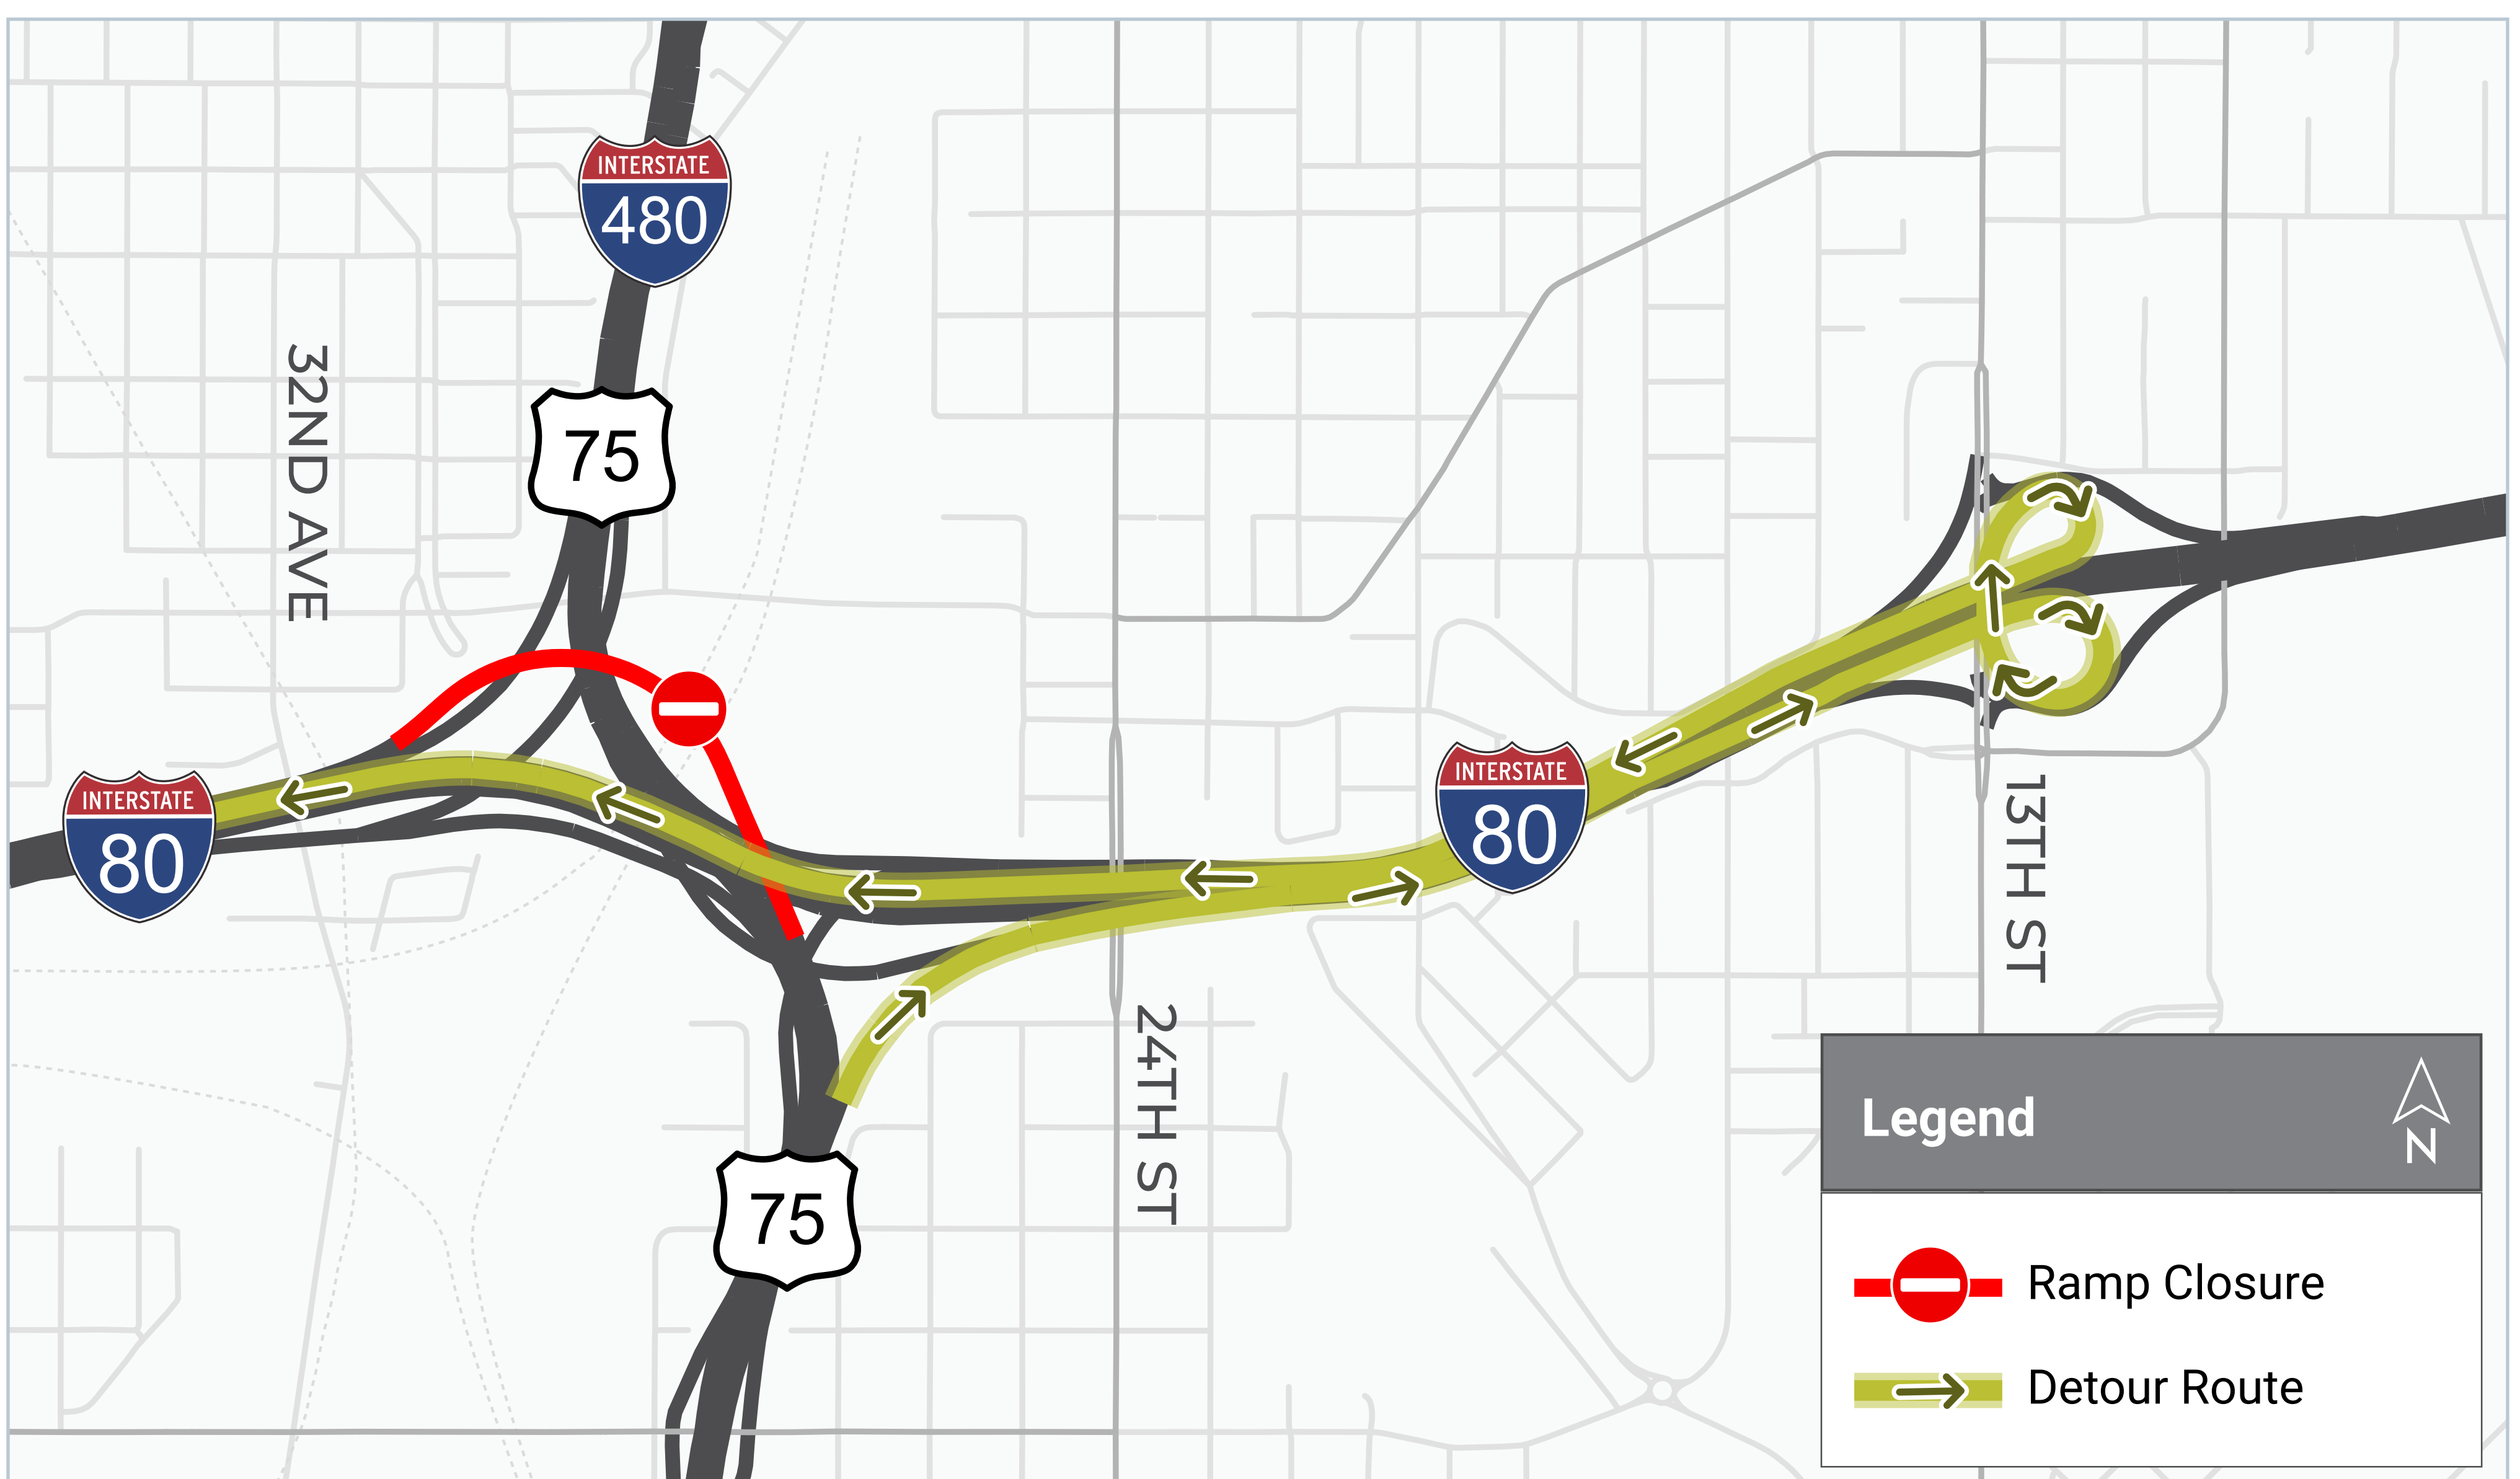 INTERSTATE
480
32ND AVE
75
INTERSTATE
80
INTERSTATE
80
13TH ST
24TH ST
75
Legend
N
Ramp Closure
Detour Route